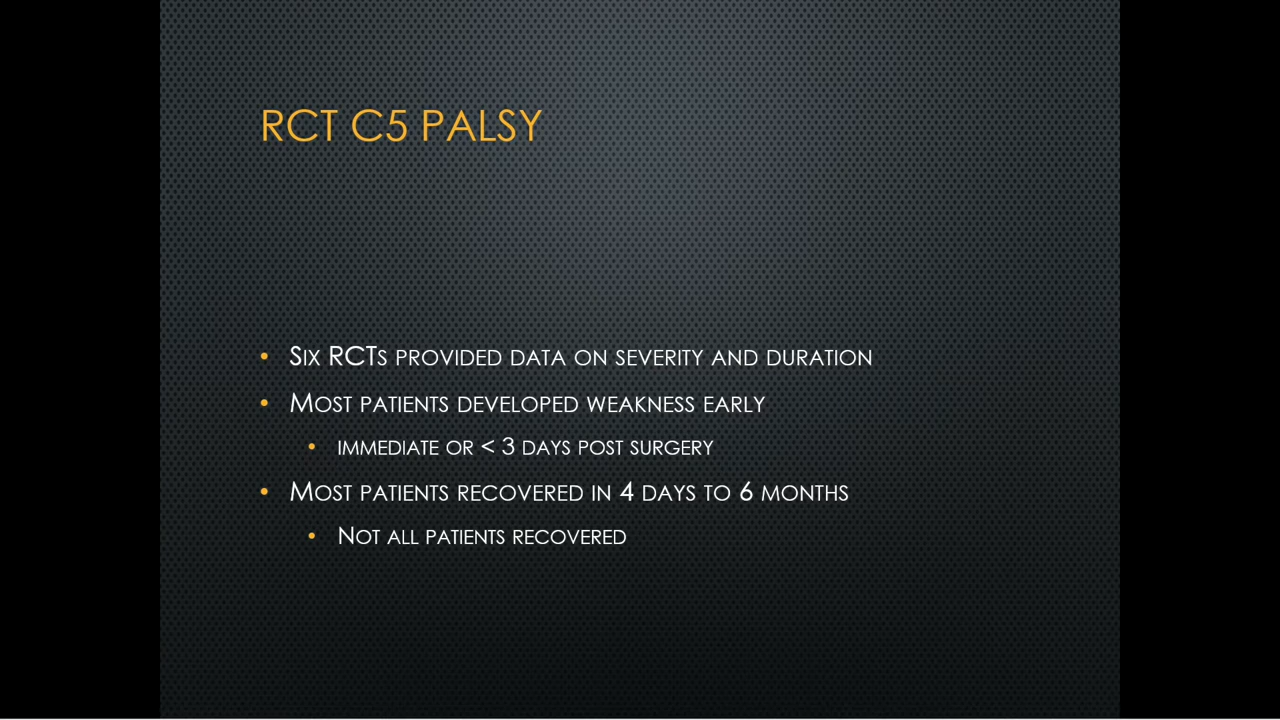 RCT C5 PALSY
• Six RCTs provided data on severity and duration
• Most patients developed weakness early
• immediate or < 3 days post surgery
• Most patients recovered in 4 days to 6 months
• Not all patients recovered